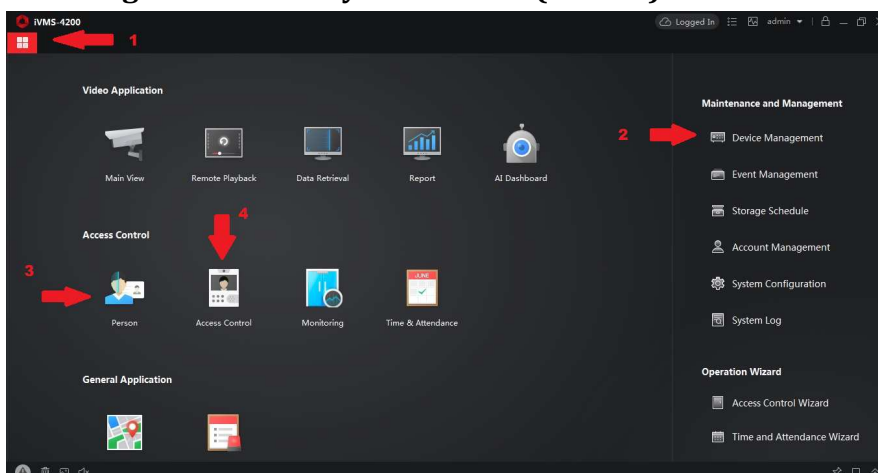 iVMS-4200
Logged In
admin
1
Video Application
Main View
Remote Playback
Data Retrieval
Report
AI Dashboard
4
Access Control
3
Person
Access Control
Monitoring
JUNE
Time & Attendance
General Application
Maintenance and Management
2
Device Management
Event Management
Storage Schedule
Account Management
System Configuration
System Log
Operation Wizard
Access Control Wizard
Time and Attendance Wizard